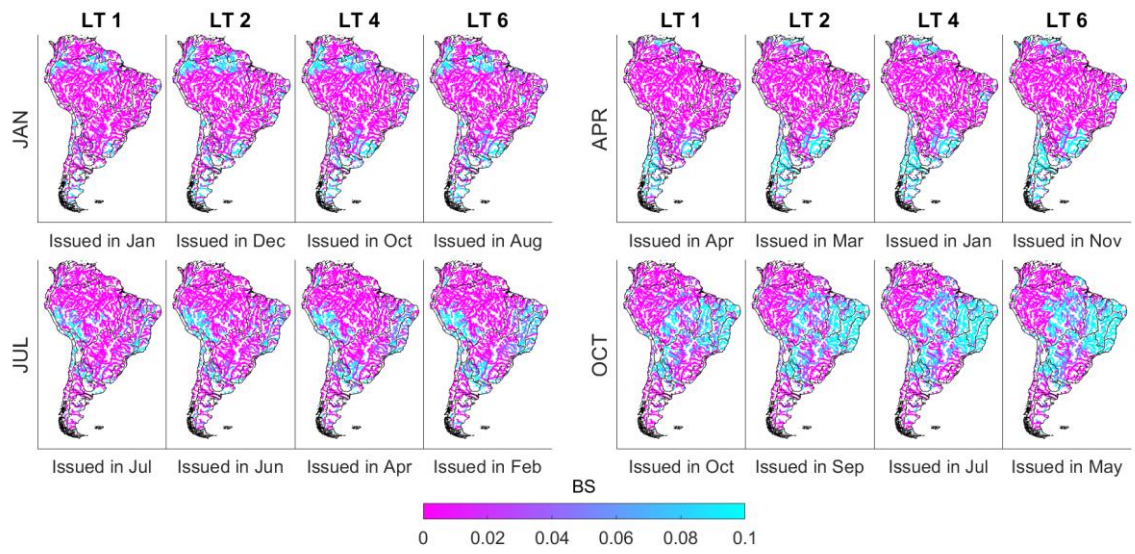 LT 1 LT 2 LT 4 LT 6 LT 1 LT 2 LT 4 LT 6
JAN APR
Issued in Jan Issued in Dec Issued in Oct Issued in Aug Issued in Apr Issued in Mar Issued in Jan Issued in Nov
JUL OCT
Issued in Jul Issued in Jun Issued in Apr Issued in Feb Issued in Oct Issued in Sep Issued in Jul Issued in May
BS
0 0.02 0.04 0.06 0.08 0.1